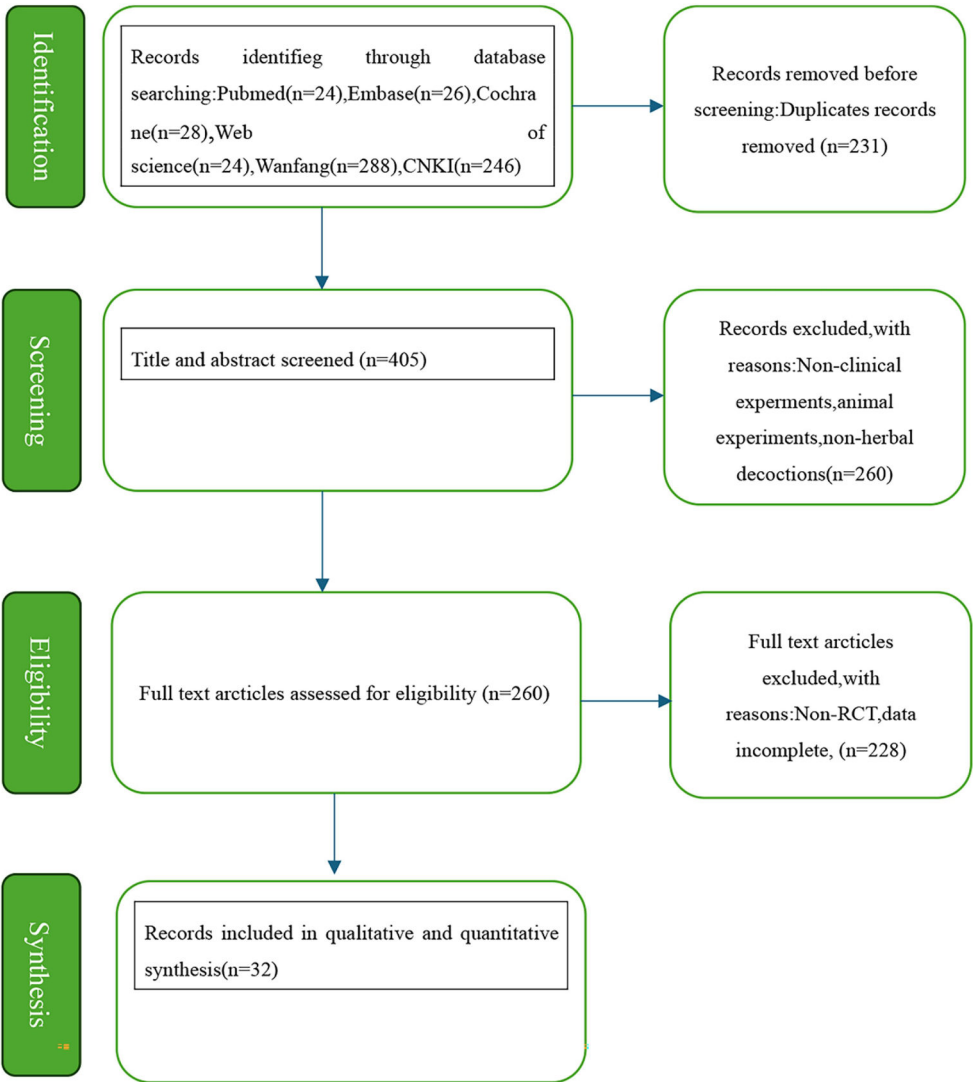 Identification
Records identifieg through database
searching:Pubmed(n=24),Embase(n=26),Cochra
ne(n=28),Web of
science(n=24),Wanfang(n=288),CNKI(n=246)
Records removed before
screening:Duplicates records
removed (n=231)
Screening
Title and abstract screened (n=405)
Records excluded,with
reasons:Non-clinical
experments,animal
experiments,non-herbal
decoctions(n=260)
Eligibility
Full text arcticles assessed for eligibility (n=260)
Full text arcticles
excluded,with
reasons:Non-RCT,data
incomplete, (n=228)
Synthesis
Records included in qualitative and quantitative
synthesis(n=32)